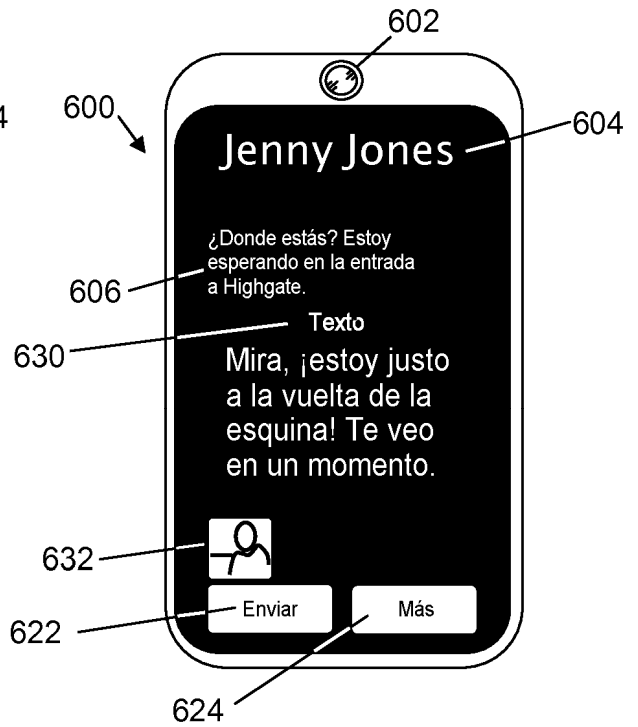 602
4
600
604
Jenny Jones
¿Donde estás? Estoy
esperando en la entrada
a Highgate.
606
Texto
630
Mira, ¡estoy justo
a la vuelta de la
esquina! Te veo
en un momento.
632
Enviar
Más
622
624